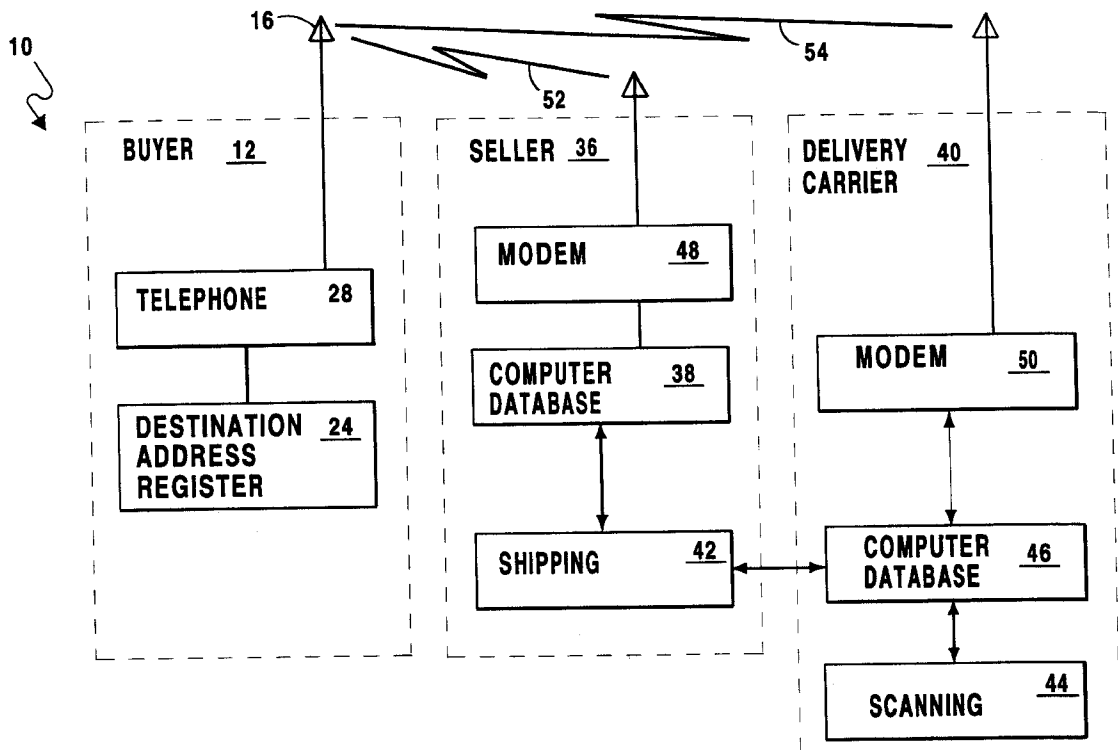 16
10
54
52
BUYER 12
SELLER 36
DELIVERY 40
CARRIER
MODEM 48
TELEPHONE 28
MODEM 50
COMPUTER 38
DATABASE
DESTINATION 24
ADDRESS
REGISTER
SHIPPING 42
COMPUTER 46
DATABASE
SCANNING 44